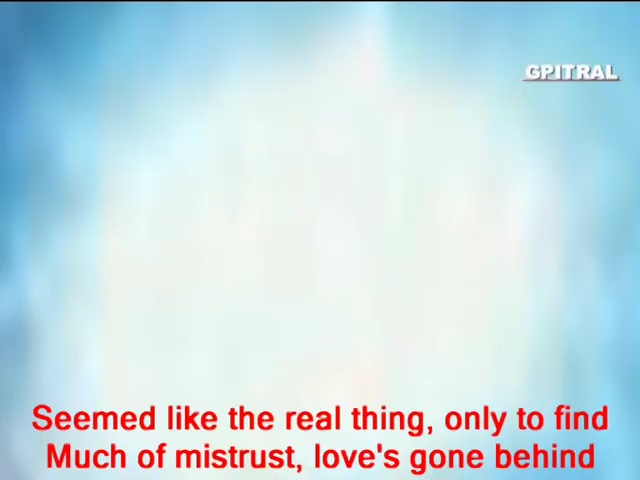 GPITRAL
Seemed like the real thing, only to find
Much of mistrust, love's gone behind